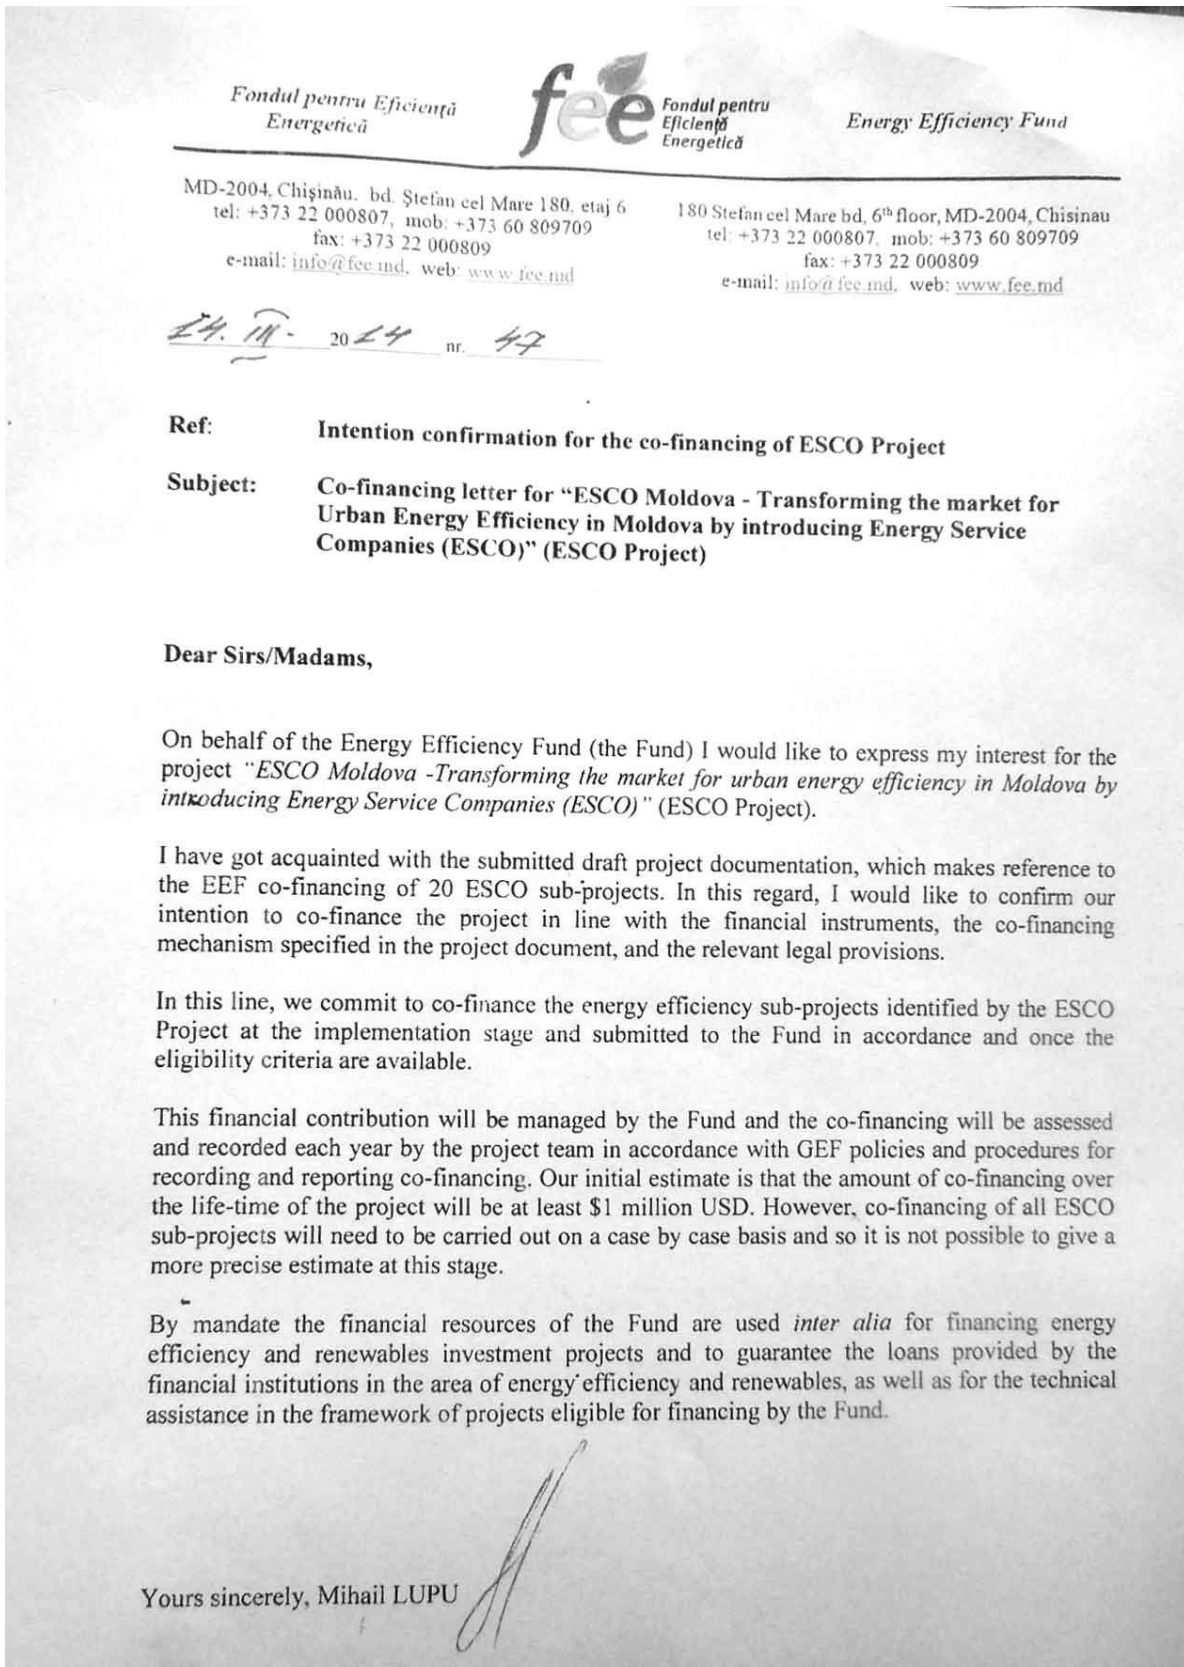 Fondul pentru Eficiență
Energetică
fee
Fondul pentru
Eficiență
Energetică
Energy Efficiency Fund
MD-2004, Chişinău, bd. Ştefan cel Mare 180, etaj 6
tel: +373 22 000807, mob: +373 60 809709
fax: +373 22 000809
e-mail: info@fee.md, web: www.fee.md
180 Stefan cel Mare bd, 6th floor, MD-2004, Chisinau
tel: +373 22 000807, mob: +373 60 809709
fax: +373 22 000809
e-mail: info@fee.md, web: www.fee.md
14. III - 2014 nr. 47
Ref: Intention confirmation for the co-financing of ESCO Project
Subject: Co-financing letter for “ESCO Moldova - Transforming the market for
Urban Energy Efficiency in Moldova by introducing Energy Service
Companies (ESCO)” (ESCO Project)
Dear Sirs/Madams,
On behalf of the Energy Efficiency Fund (the Fund) I would like to express my interest for the
project "ESCO Moldova -Transforming the market for urban energy efficiency in Moldova by
introducing Energy Service Companies (ESCO)" (ESCO Project).
I have got acquainted with the submitted draft project documentation, which makes reference to
the EEF co-financing of 20 ESCO sub-projects. In this regard, I would like to confirm our
intention to co-finance the project in line with the financial instruments, the co-financing
mechanism specified in the project document, and the relevant legal provisions.
In this line, we commit to co-finance the energy efficiency sub-projects identified by the ESCO
Project at the implementation stage and submitted to the Fund in accordance and once the
eligibility criteria are available.
This financial contribution will be managed by the Fund and the co-financing will be assessed
and recorded each year by the project team in accordance with GEF policies and procedures for
recording and reporting co-financing. Our initial estimate is that the amount of co-financing over
the life-time of the project will be at least $1 million USD. However, co-financing of all ESCO
sub-projects will need to be carried out on a case by case basis and so it is not possible to give a
more precise estimate at this stage.
By mandate the financial resources of the Fund are used inter alia for financing energy
efficiency and renewables investment projects and to guarantee the loans provided by the
financial institutions in the area of energy efficiency and renewables, as well as for the technical
assistance in the framework of projects eligible for financing by the Fund.
Yours sincerely, Mihail LUPU